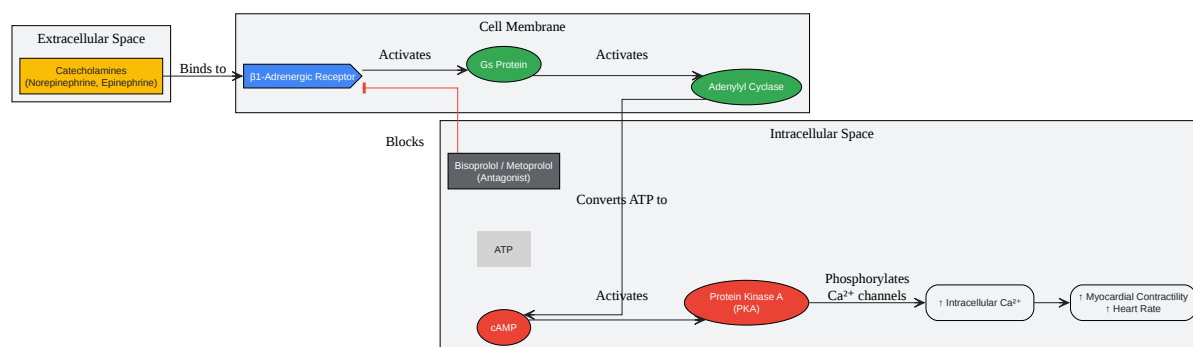 Extracellular Space
Catecholamines
(Norepinephrine, Epinephrine)
Binds to
Cell Membrane
β1-Adrenergic Receptor
Activates
Gs Protein
Activates
Adenylyl Cyclase
Blocks
Intracellular Space
Bisoprolol / Metoprolol
(Antagonist)
Converts ATP to
ATP
cAMP
Activates
Protein Kinase A
(PKA)
Phosphorylates
Ca²⁺ channels
↑ Intracellular Ca²⁺
↑ Myocardial Contractility
↑ Heart Rate